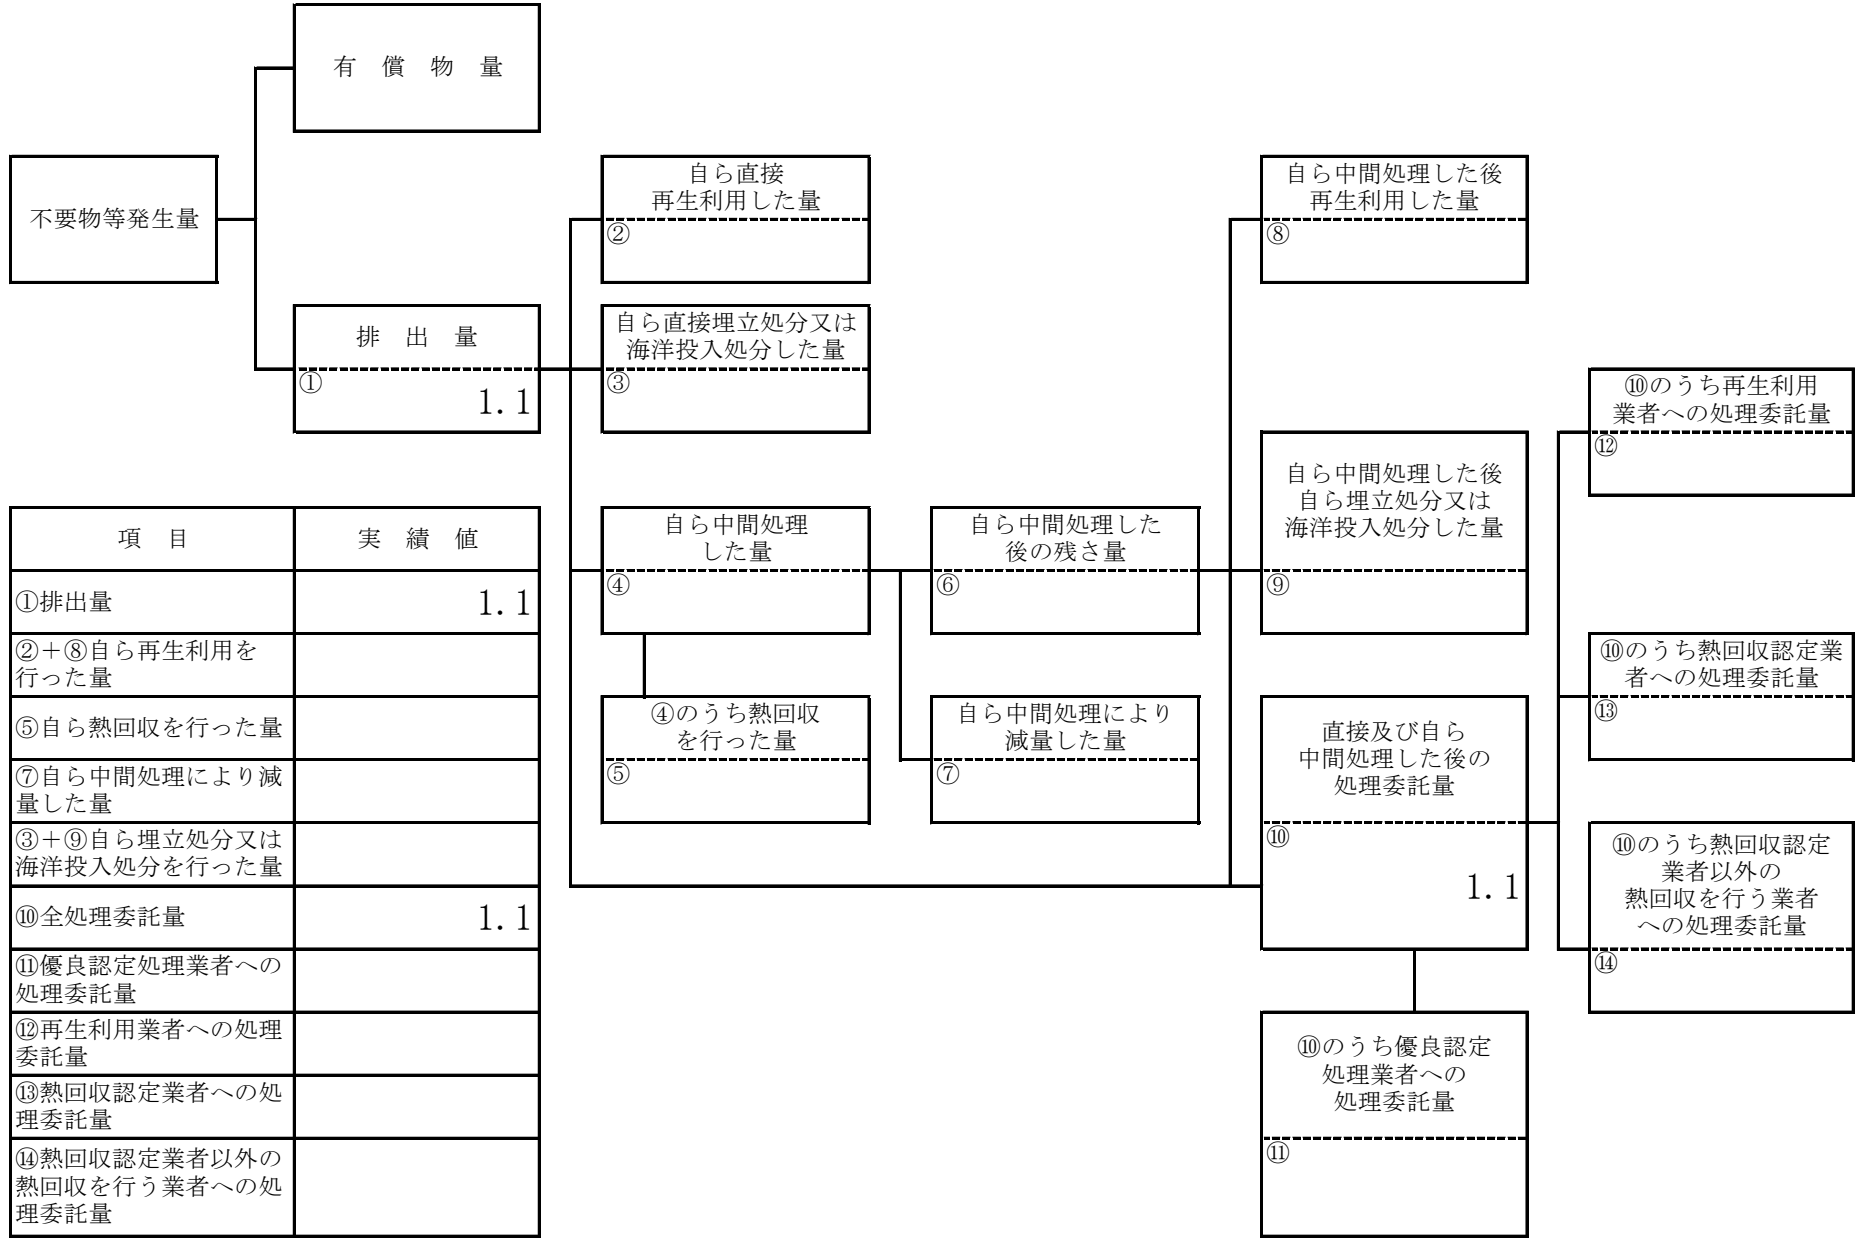 有 償 物 量
不要物等発生量
排 出 量
①
1.1
自ら直接
再生利用した量
②
自ら直接埋立処分又は
海洋投入処分した量
③
自ら中間処理
した量
④
④のうち熱回収
を行った量
⑤
自ら中間処理した
後の残さ量
⑥
自ら中間処理により
減量した量
⑦
自ら中間処理した後
再生利用した量
⑧
自ら中間処理した後
自ら埋立処分又は
海洋投入処分した量
⑨
直接及び自ら
中間処理した後の
処理委託量
⑩
1.1
⑩のうち優良認定
処理業者への
処理委託量
⑪
⑩のうち再生利用
業者への処理委託量
⑫
⑩のうち熱回収認定業
者への処理委託量
⑬
⑩のうち熱回収認定
業者以外の
熱回収を行う業者
への処理委託量
⑭
項 目 実 績 値
①排出量 1.1
②＋⑧自ら再生利用を
行った量
⑤自ら熱回収を行った量
⑦自ら中間処理により減
量した量
③＋⑨自ら埋立処分又は
海洋投入処分を行った量
⑩全処理委託量 1.1
⑪優良認定処理業者への
処理委託量
⑫再生利用業者への処理
委託量
⑬熱回収認定業者への処
理委託量
⑭熱回収認定業者以外の
熱回収を行う業者への処
理委託量